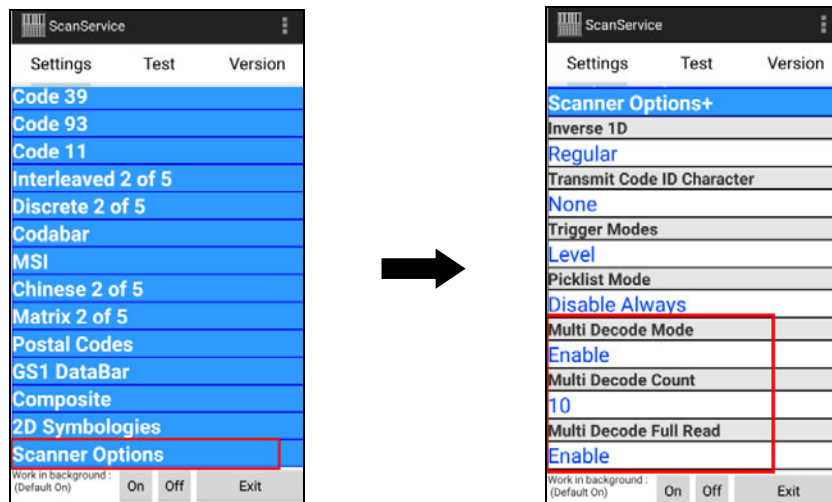 ScanService
Settings Test Version
Code 39
Code 93
Code 11
Interleaved 2 of 5
Discrete 2 of 5
Codabar
MSI
Chinese 2 of 5
Matrix 2 of 5
Postal Codes
GS1 DataBar
Composite
2D Symbologies
Scanner Options
Work in background :
(Default On) On Off Exit
ScanService
Settings Test Version
Scanner Options+
Inverse 1D
Regular
Transmit Code ID Character
None
Trigger Modes
Level
Picklist Mode
Disable Always
Multi Decode Mode
Enable
Multi Decode Count
10
Multi Decode Full Read
Enable
Work in background :
(Default On) On Off Exit